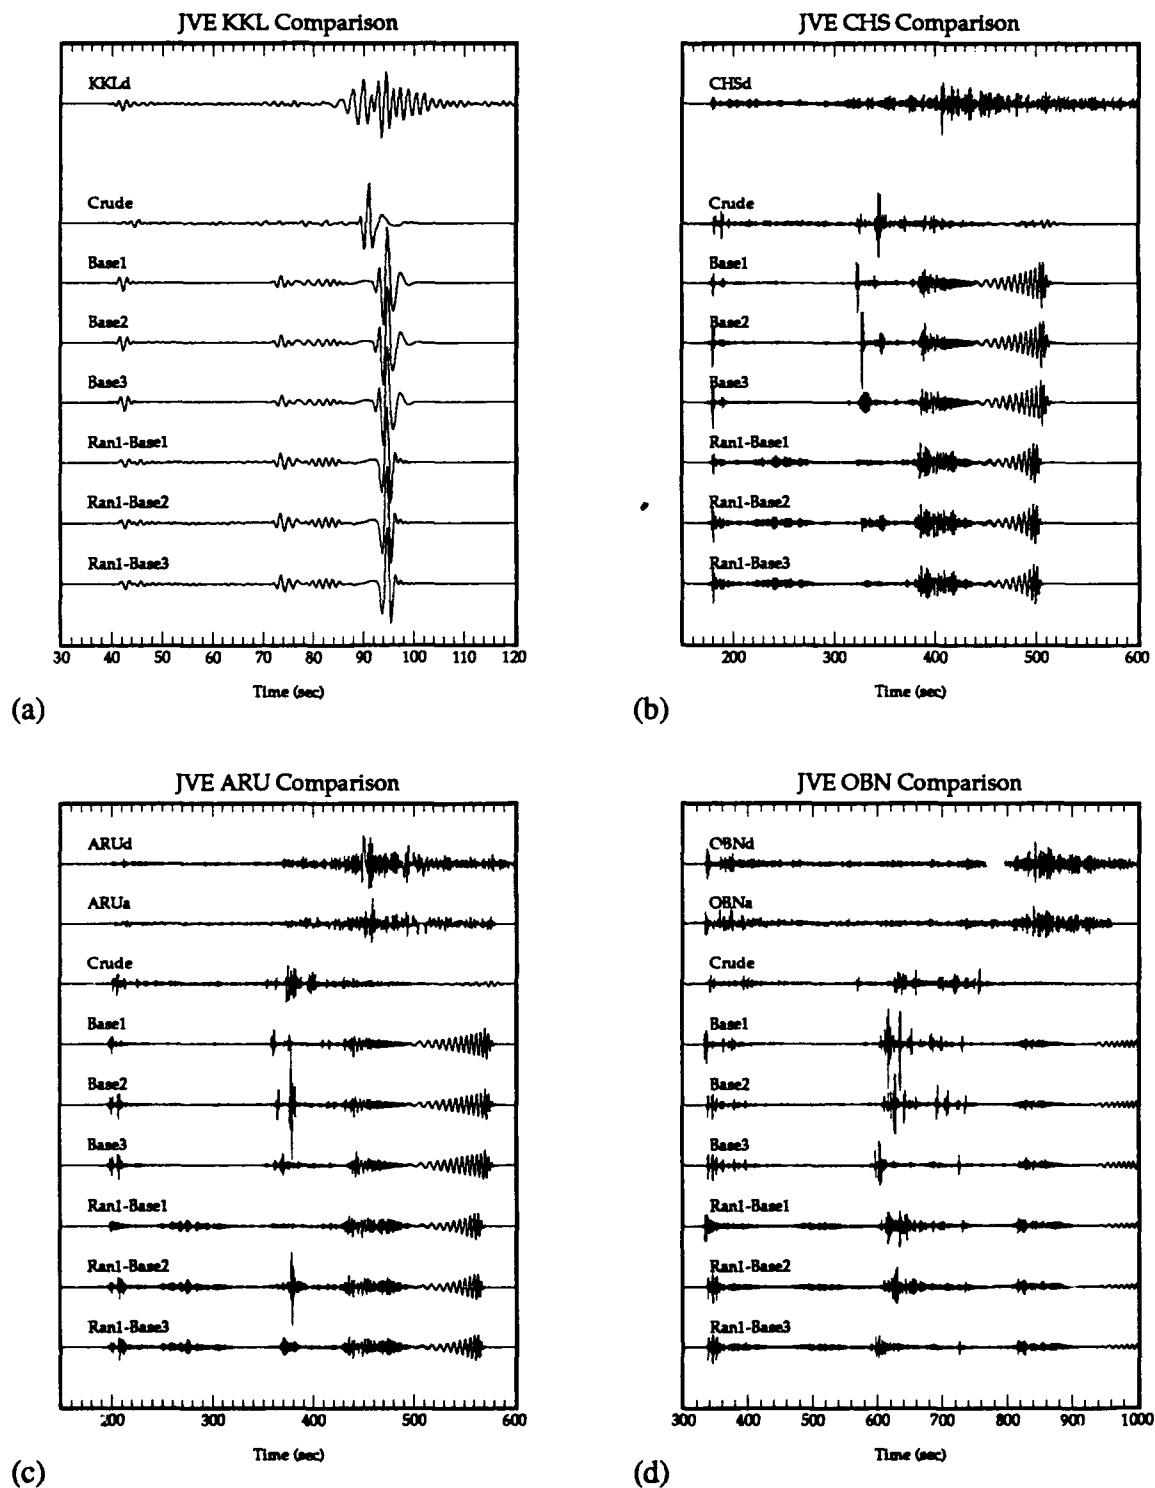 JVE KKL Comparison
KKLd
Crude
Base1
Base2
Base3
Ran1-Base1
Ran1-Base2
Ran1-Base3
30 40 50 60 70 80 90 100 110 120
Time (sec)
(a)
JVE CHS Comparison
CHSd
Crude
Base1
Base2
Base3
Ran1-Base1
Ran1-Base2
Ran1-Base3
200 300 400 500 600
Time (sec)
(b)
JVE ARU Comparison
ARUd
ARUa
Crude
Base1
Base2
Base3
Ran1-Base1
Ran1-Base2
Ran1-Base3
200 300 400 500 600
Time (sec)
(c)
JVE OBN Comparison
OBNd
OBNa
Crude
Base1
Base2
Base3
Ran1-Base1
Ran1-Base2
Ran1-Base3
300 400 500 600 700 800 900 1000
Time (sec)
(d)